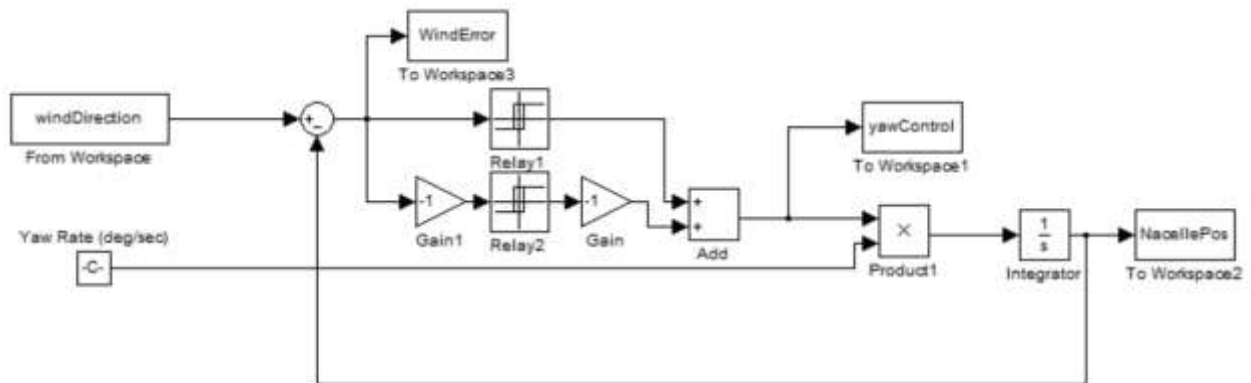 WindError
To Workspace3
windDirection
From Workspace
+
−
Relay1
yawControl
To Workspace1
-1
Gain1
Relay2
-1
Gain
+
+
Add
Yaw Rate (deg/sec)
-C-
×
Product1
1
s
Integrator
NacellePos
To Workspace2